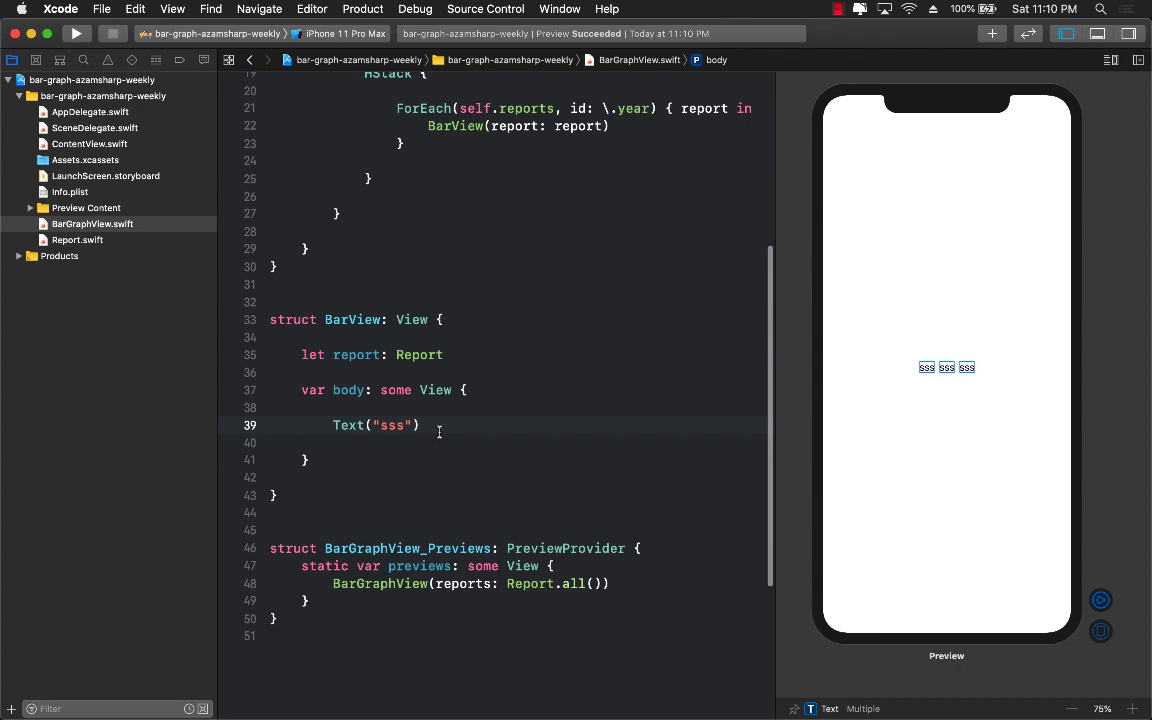 Xcode File Edit View Find Navigate Editor Product Debug Source Control Window Help 100% Sat 11:10 PM
bar-graph-azamsharp-weekly iPhone 11 Pro Max bar-graph-azamsharp-weekly | Preview Succeeded | Today at 11:10 PM
bar-graph-azamsharp-weekly bar-graph-azamsharp-weekly BarGraphView.swift P body
bar-graph-azamsharp-weekly
bar-graph-azamsharp-weekly
AppDelegate.swift
SceneDelegate.swift
ContentView.swift
Assets.xcassets
LaunchScreen.storyboard
Info.plist
Preview Content
BarGraphView.swift
Report.swift
Products
Filter
19 HStack {
20
21 ForEach(self.reports, id: \.year) { report in
22 BarView(report: report)
23 }
24
25 }
26
27 }
28
29 }
30 }
31
32
33 struct BarView: View {
34
35 let report: Report
36
37 var body: some View {
38
39 Text("sss")
40
41 }
42
43 }
44
45
46 struct BarGraphView_Previews: PreviewProvider {
47 static var previews: some View {
48 BarGraphView(reports: Report.all())
49 }
50 }
51
sss sss sss
Preview
T Text Multiple 75%